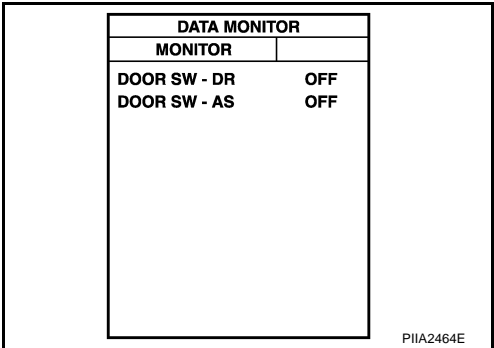 DATA MONITOR
MONITOR
DOOR SW - DR OFF
DOOR SW - AS OFF
PIIA2464E